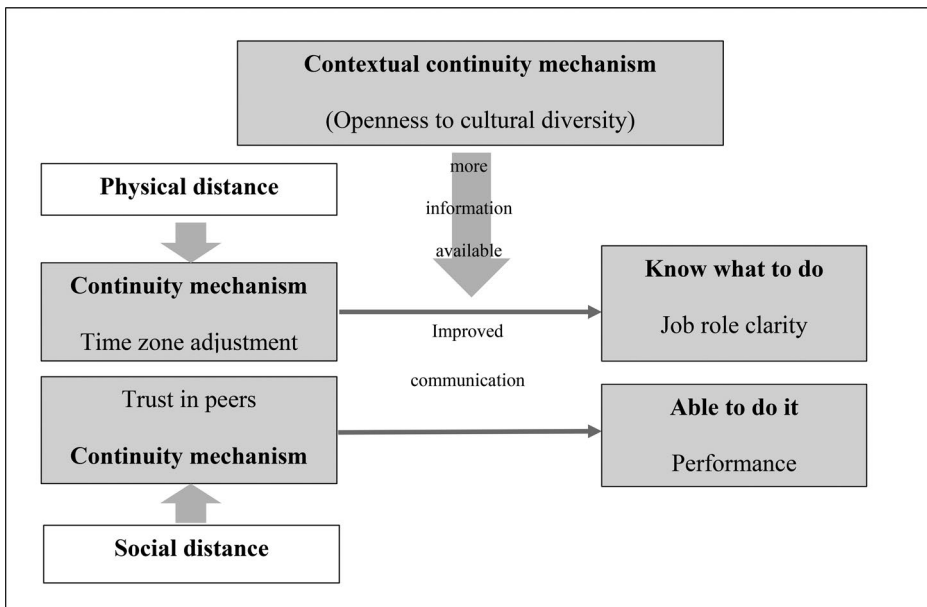 Contextual continuity mechanism
(Openness to cultural diversity)
more
information
available
Physical distance
Continuity mechanism
Time zone adjustment
Know what to do
Job role clarity
Improved
communication
Trust in peers
Continuity mechanism
Able to do it
Performance
Social distance